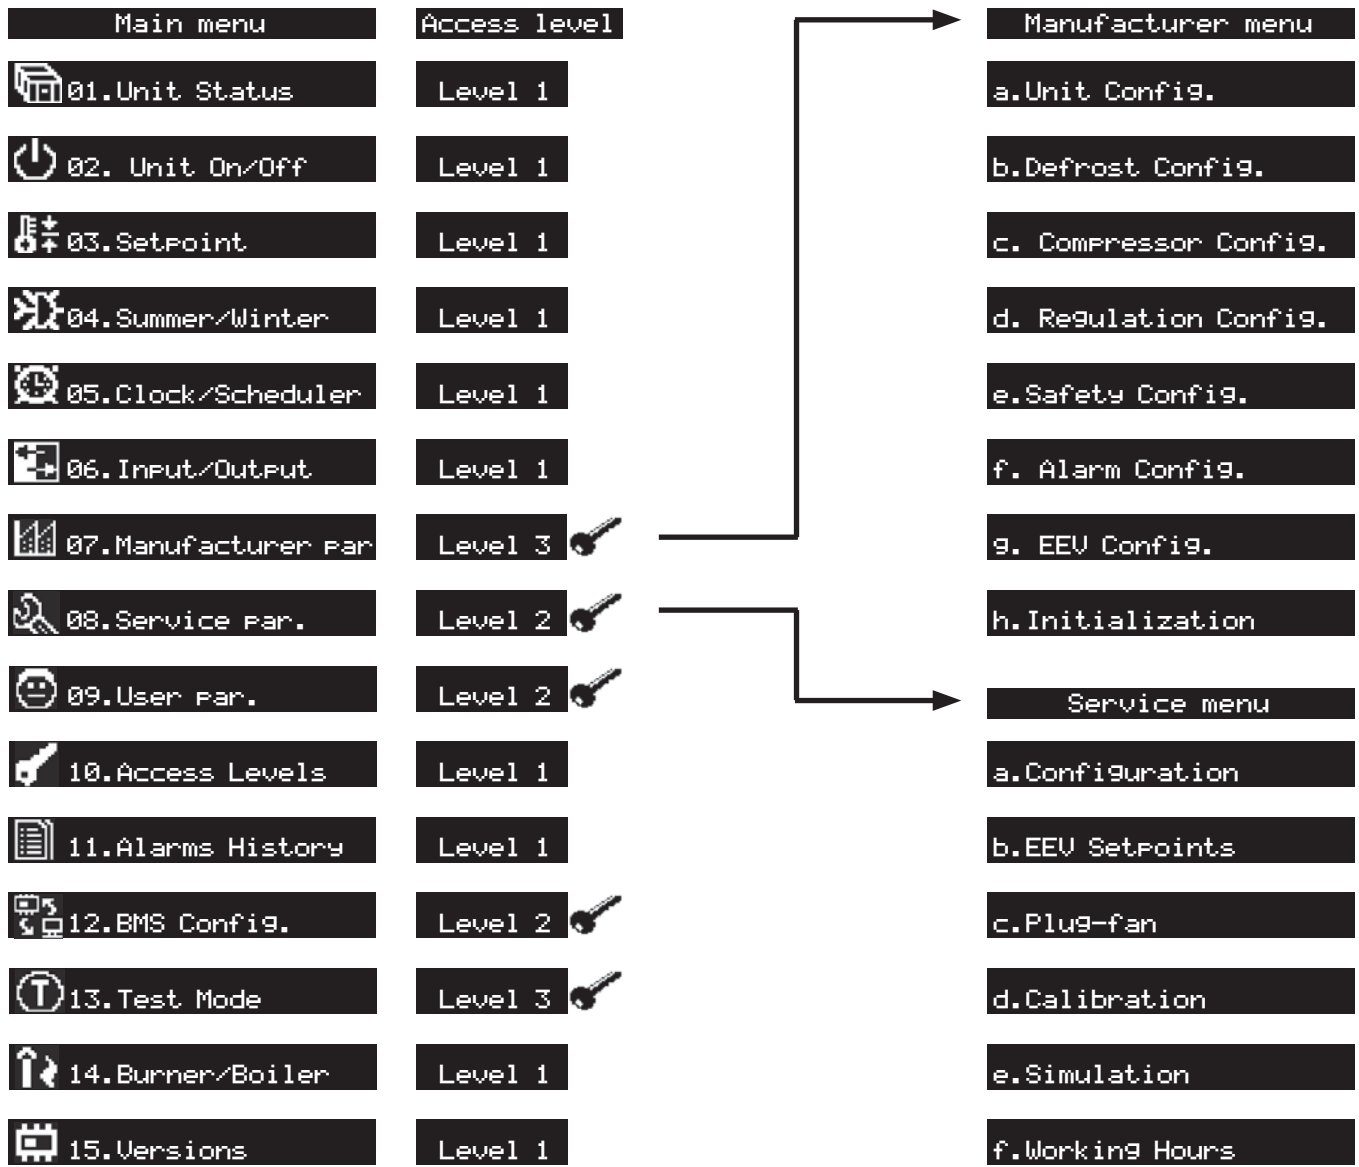 Main menu
Access level
01.Unit Status
Level 1
02. Unit On/Off
Level 1
03.Setpoint
Level 1
04.Summer/Winter
Level 1
05.Clock/Scheduler
Level 1
06.Input/Output
Level 1
07.Manufacturer par
Level 3
08.Service par.
Level 2
09.User par.
Level 2
10.Access Levels
Level 1
11.Alarms History
Level 1
12.BMS Config.
Level 2
T
13.Test Mode
Level 3
14.Burner/Boiler
Level 1
15.Versions
Level 1
Manufacturer menu
a.Unit Config.
b.Defrost Config.
c. Compressor Config.
d. Regulation Config.
e.Safety Config.
f. Alarm Config.
g. EEV Config.
h.Initialization
Service menu
a.Configuration
b.EEV Setpoints
c.Plug-fan
d.Calibration
e.Simulation
f.Working Hours